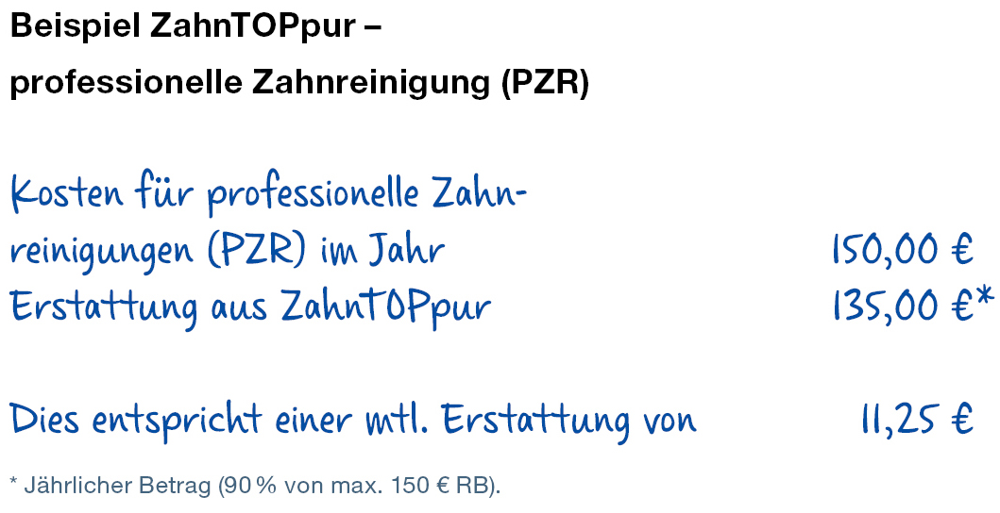 Beispiel ZahnTOPpur –
professionelle Zahnreinigung (PZR)
Kosten für professionelle Zahn-
reinigungen (PZR) im Jahr 150,00 €
Erstattung aus ZahnTOPpur 135,00 €*
Dies entspricht einer mtl. Erstattung von 11,25 €
* Jährlicher Betrag (90 % von max. 150 € RB).